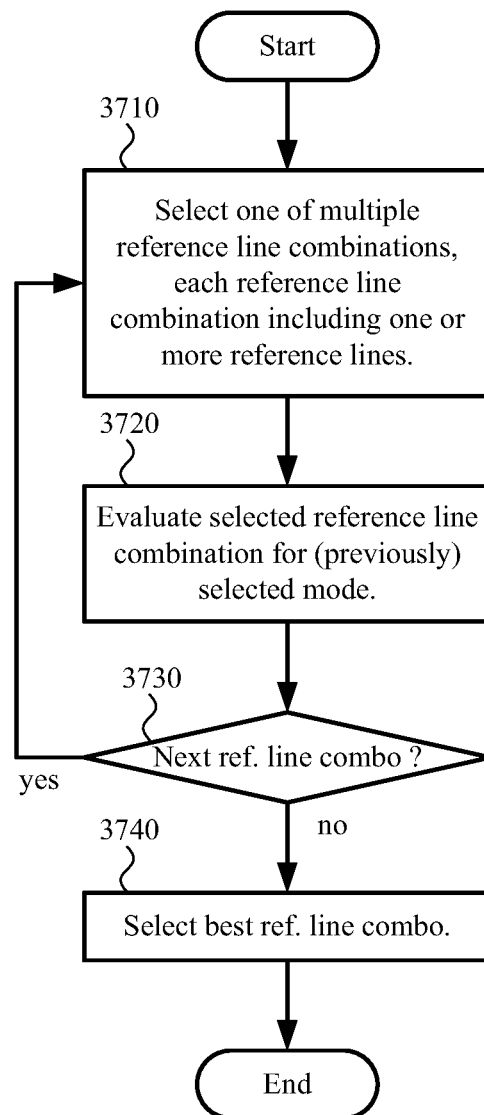 Start
3710
Select one of multiple
reference line combinations,
each reference line
combination including one or
more reference lines.
3720
Evaluate selected reference line
combination for (previously)
selected mode.
3730
Next ref. line combo ?
yes
no
3740
Select best ref. line combo.
End